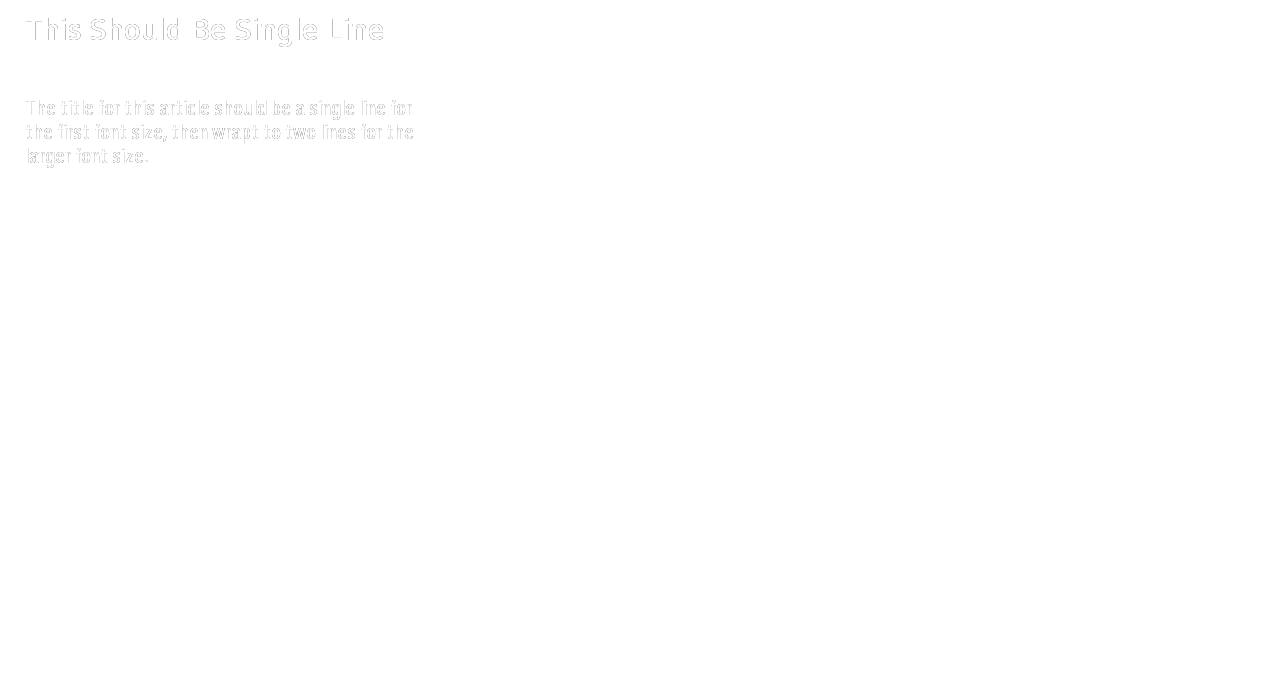 This Should Be Single Line
The title for this article should be a single line for
the first font size, then wrapt to two lines for the
larger font size.